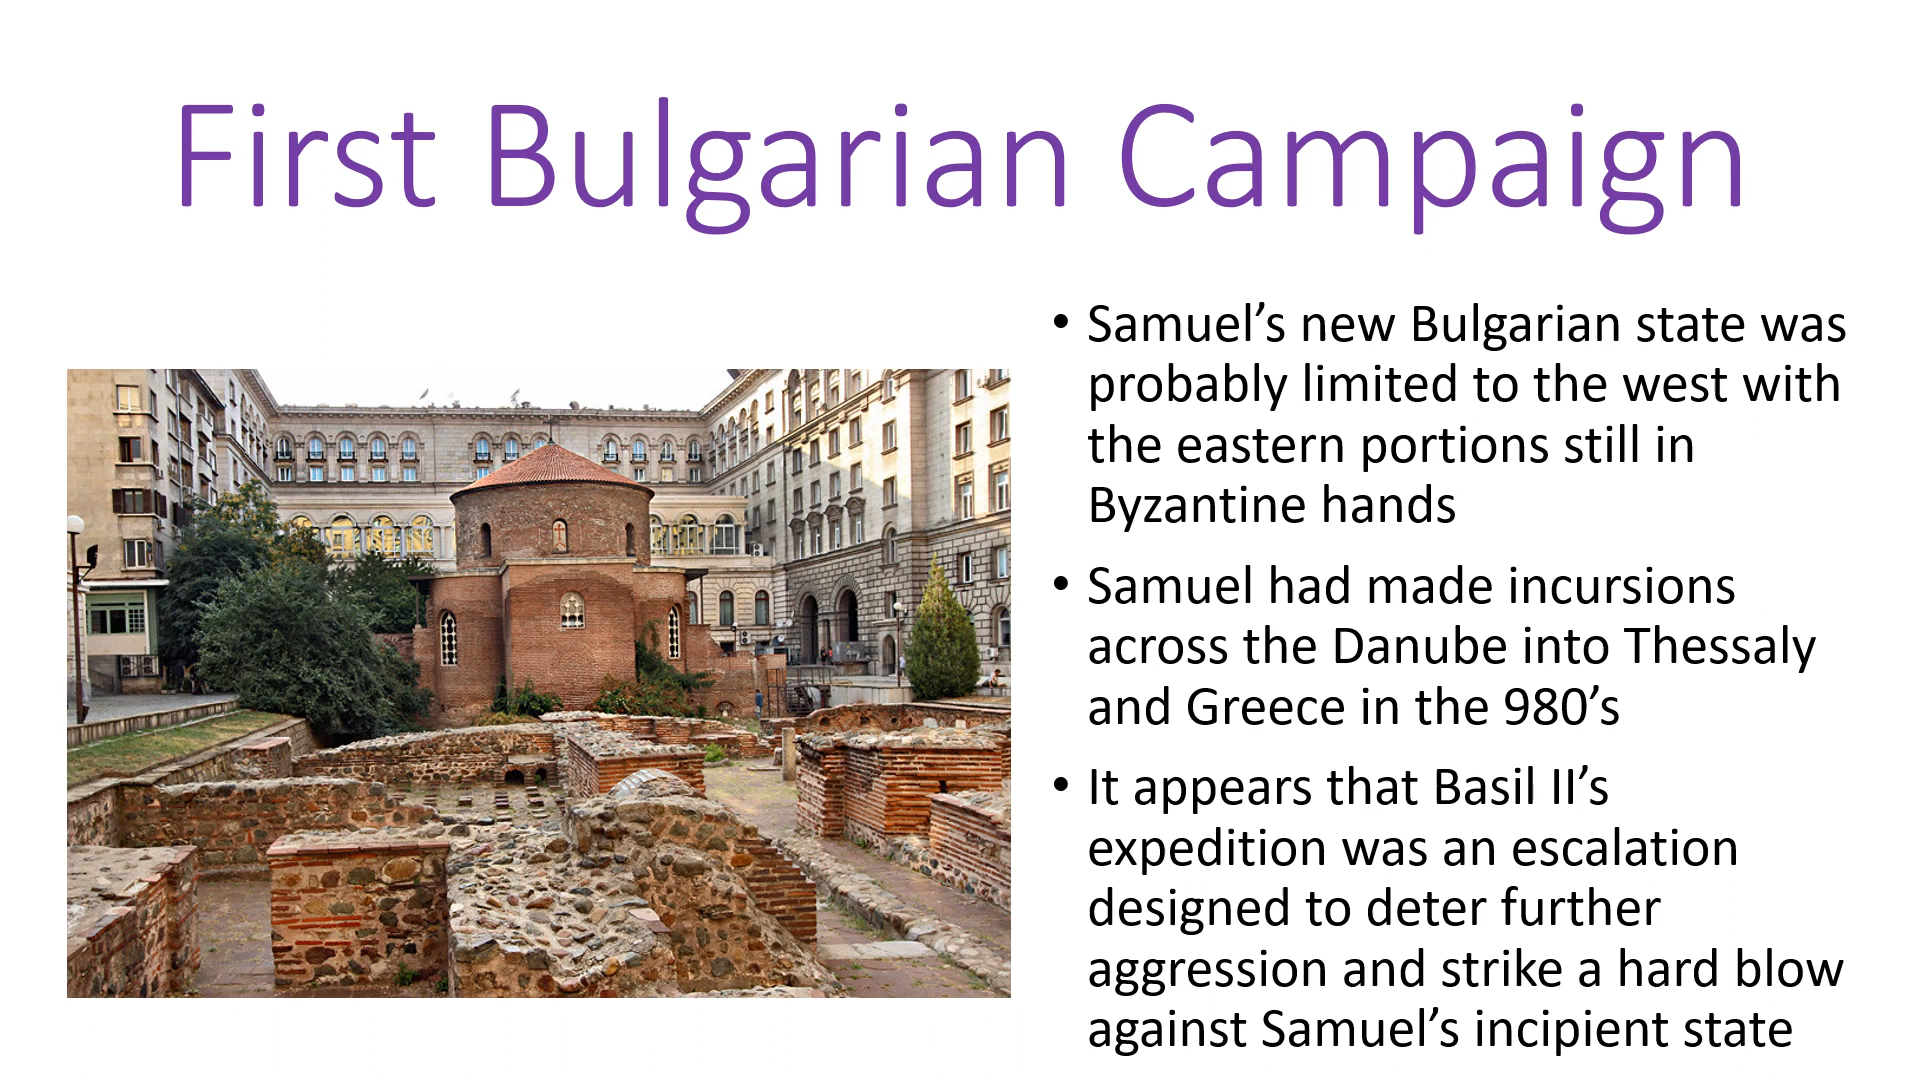 First Bulgarian Campaign
• Samuel’s new Bulgarian state was
probably limited to the west with
the eastern portions still in
Byzantine hands
• Samuel had made incursions
across the Danube into Thessaly
and Greece in the 980’s
• It appears that Basil II’s
expedition was an escalation
designed to deter further
aggression and strike a hard blow
against Samuel’s incipient state